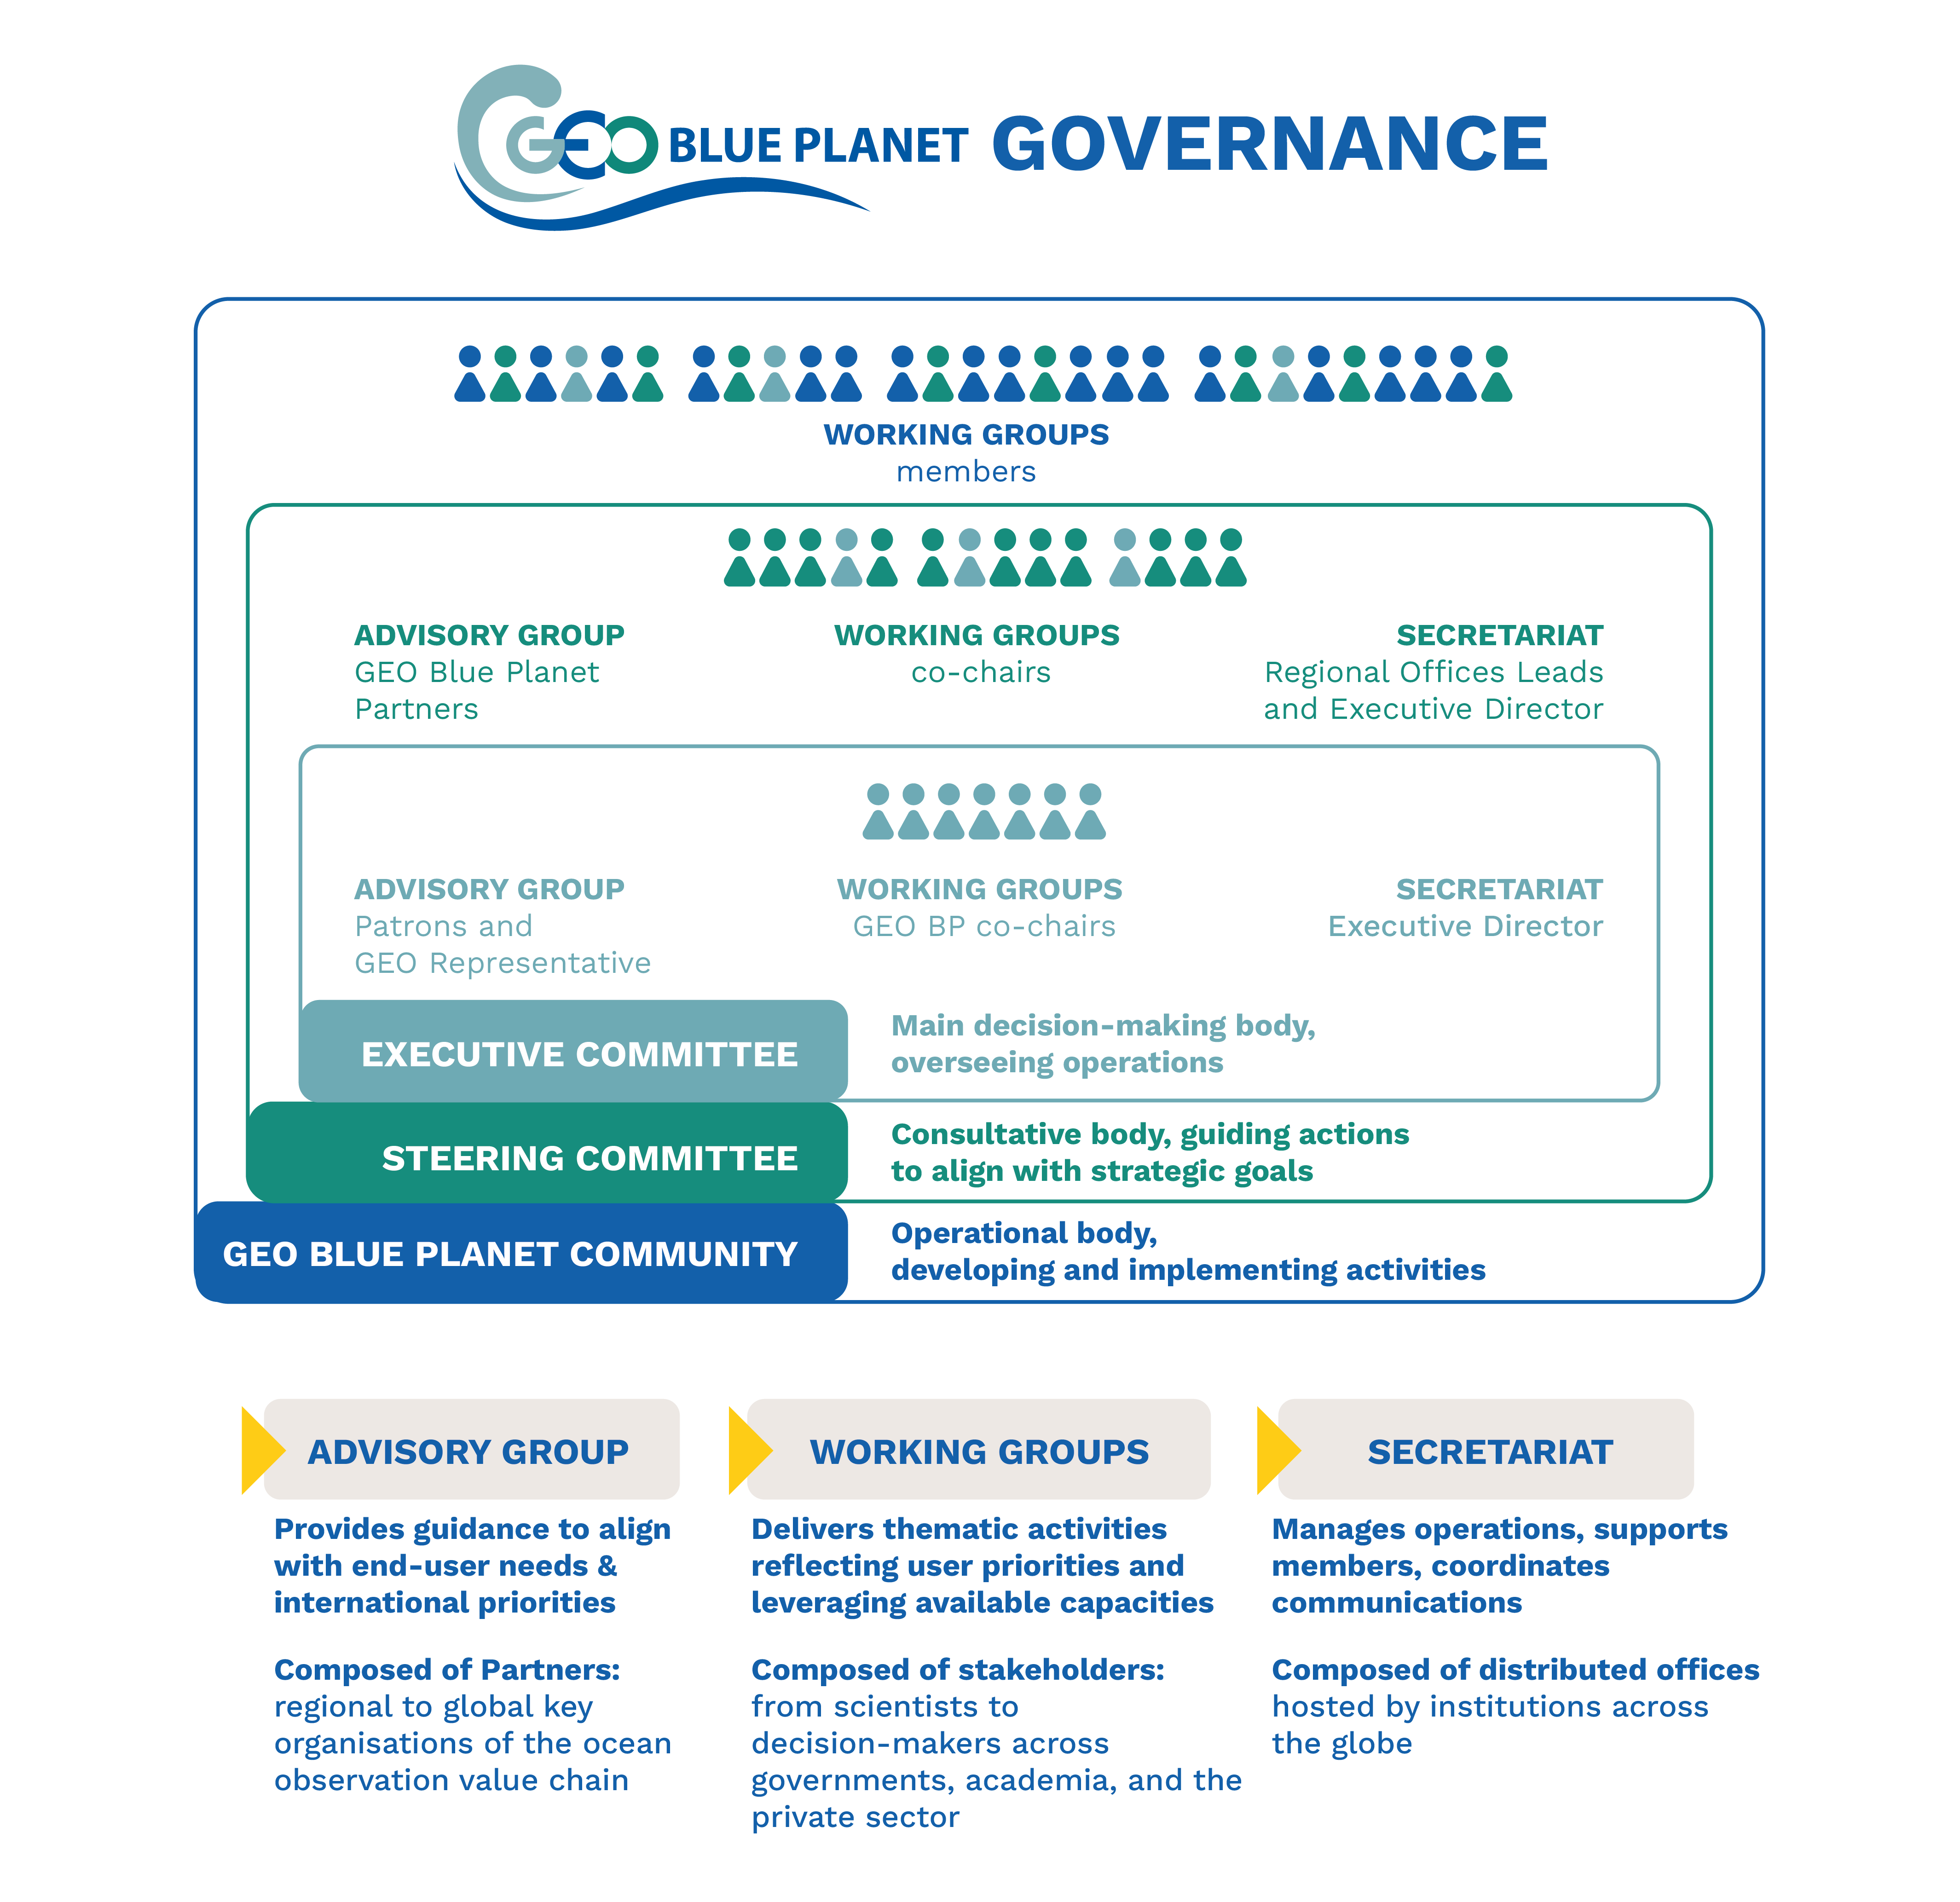 GEO BLUE PLANET GOVERNANCE
WORKING GROUPS
members
ADVISORY GROUP
GEO Blue Planet
Partners
WORKING GROUPS
co-chairs
SECRETARIAT
Regional Offices Leads
and Executive Director
ADVISORY GROUP
Patrons and
GEO Representative
WORKING GROUPS
GEO BP co-chairs
SECRETARIAT
Executive Director
EXECUTIVE COMMITTEE
Main decision-making body,
overseeing operations
STEERING COMMITTEE
Consultative body, guiding actions
to align with strategic goals
GEO BLUE PLANET COMMUNITY
Operational body,
developing and implementing activities
ADVISORY GROUP
Provides guidance to align
with end-user needs &
international priorities
Composed of Partners:
regional to global key
organisations of the ocean
observation value chain
WORKING GROUPS
Delivers thematic activities
reflecting user priorities and
leveraging available capacities
Composed of stakeholders:
from scientists to
decision-makers across
governments, academia, and the
private sector
SECRETARIAT
Manages operations, supports
members, coordinates
communications
Composed of distributed offices
hosted by institutions across
the globe